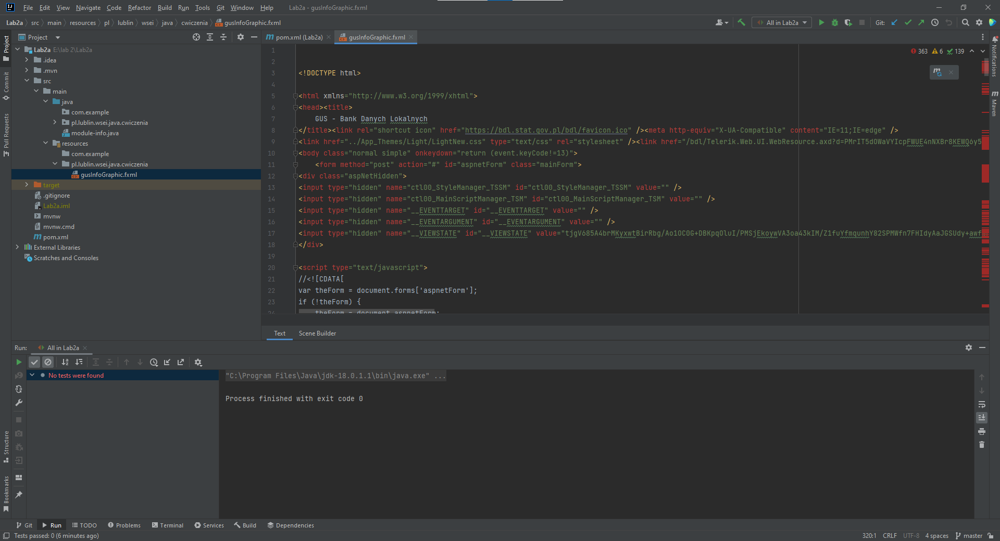 File Edit View Navigate Code Refactor Build Run Tools Git Window Help Lab2a - gusInfoGraphic.fxml
Lab2a src main resources pl lublin wsei java cwiczenia gusInfoGraphic.fxml All in Lab2a Git:
Project
pom.xml (Lab2a) gusInfoGraphic.fxml
Project
Commit
Pull Requests
Structure
Bookmarks
Notifications
Maven
Lab2a E:\lab 2\Lab2a
.idea
.mvn
src
main
java
com.example
pl.lublin.wsei.java.cwiczenia
module-info.java
resources
com.example
pl.lublin.wsei.java.cwiczenia
gusInfoGraphic.fxml
target
.gitignore
Lab2a.iml
mvnw
mvnw.cmd
pom.xml
External Libraries
Scratches and Consoles
363 6 139
1
2
3 <!DOCTYPE html>
4
5 <html xmlns="http://www.w3.org/1999/xhtml">
6 <head><title>
7 GUS - Bank Danych Lokalnych
8 </title><link rel="shortcut icon" href="https://bdl.stat.gov.pl/bdl/favicon.ico" /><meta http-equiv="X-UA-Compatible" content="IE=11;IE=edge" />
9 <link href="../App_Themes/Light/LightNew.css" type="text/css" rel="stylesheet" /><link href="/bdl/Telerik.Web.UI.WebResource.axd?d=PMrIT5dOWaVYIcpFWUE4nNXBr8KEWQ6y5
10 <body class="normal simple" onkeydown="return (event.keyCode!=13)">
11 <form method="post" action="#" id="aspnetForm" class="mainForm">
12 <div class="aspNetHidden">
13 <input type="hidden" name="ctl00_StyleManager_TSSM" id="ctl00_StyleManager_TSSM" value="" />
14 <input type="hidden" name="ctl00_MainScriptManager_TSM" id="ctl00_MainScriptManager_TSM" value="" />
15 <input type="hidden" name="__EVENTTARGET" id="__EVENTTARGET" value="" />
16 <input type="hidden" name="__EVENTARGUMENT" id="__EVENTARGUMENT" value="" />
17 <input type="hidden" name="__VIEWSTATE" id="__VIEWSTATE" value="tjgV685A4brMKyxwtBirRbg/Ao1OC0G+DBKpqOluI/PMSjEkoywVA3oa43kIM/Z1fuYfmqunhY82SPMWfn7FHIdyAaJGSUdy+awf
18 </div>
19
20 <script type="text/javascript">
21 //<![CDATA[
22 var theForm = document.forms['aspnetForm'];
23 if (!theForm) {
24 theForm = document.aspnetForm;
Text Scene Builder
Run: All in Lab2a
No tests were found
"C:\Program Files\Java\jdk-18.0.1.1\bin\java.exe" ...
Process finished with exit code 0
Git Run TODO Problems Terminal Services Build Dependencies
Tests passed: 0 (6 minutes ago) 320:1 CRLF UTF-8 4 spaces master